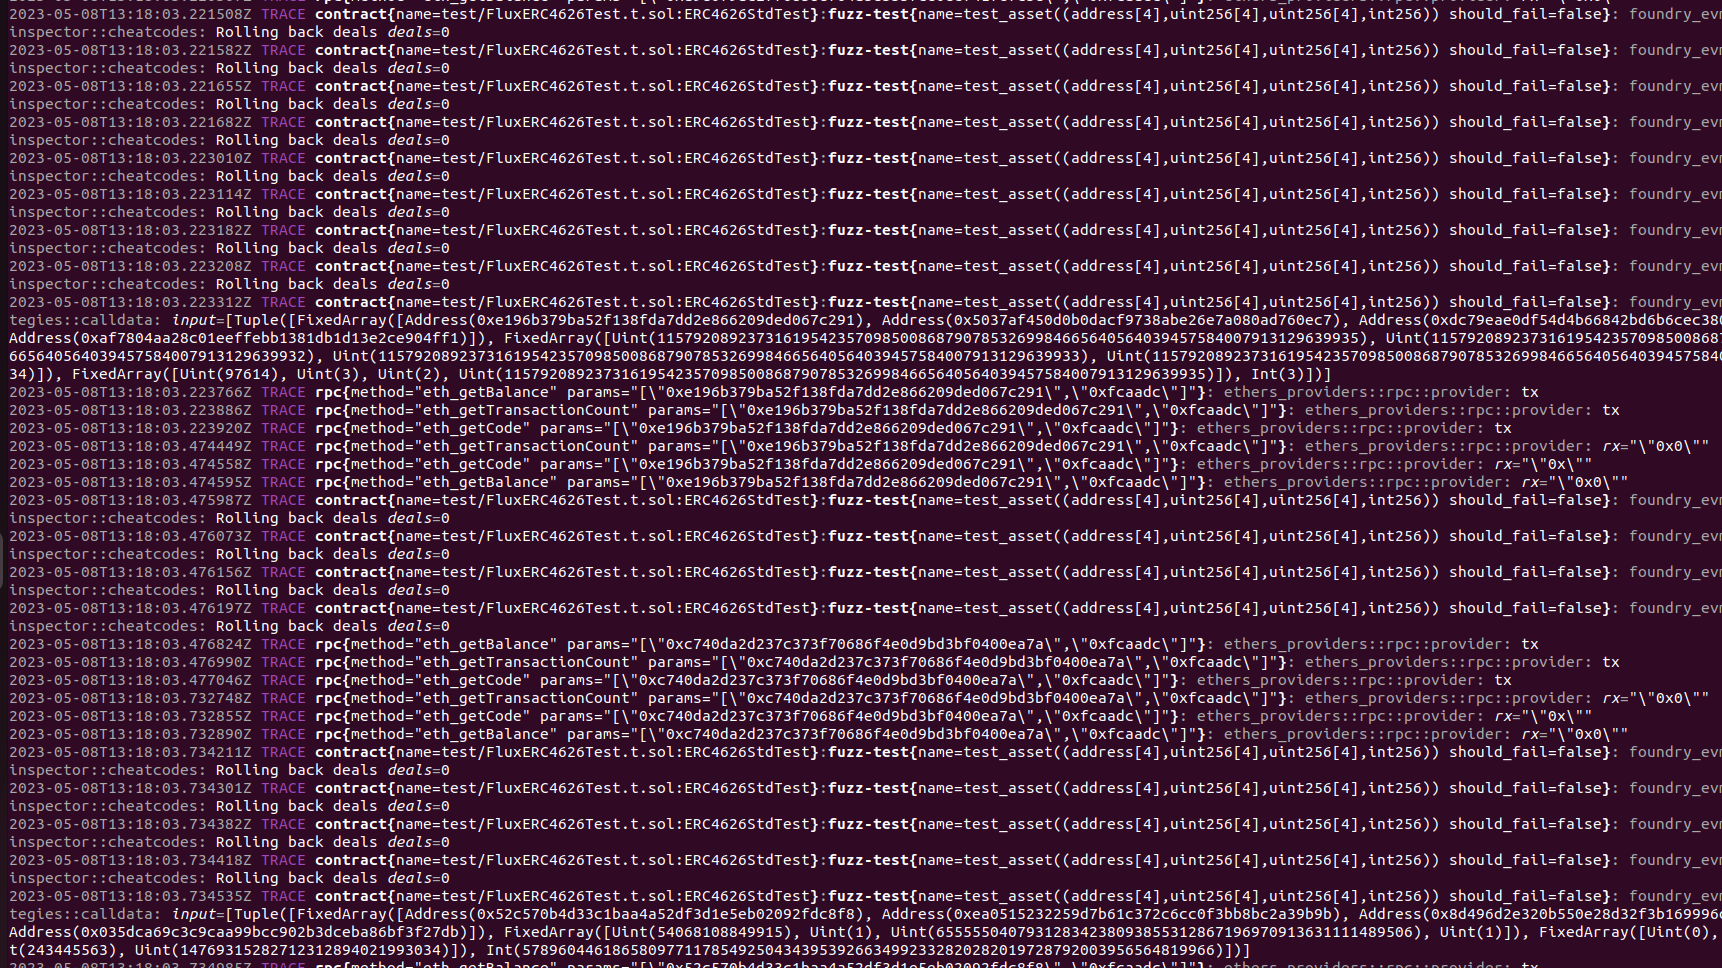 2023-05-08T13:18:03.221508Z TRACE contract{name=test/FluxERC4626Test.t.sol:ERC4626StdTest}:fuzz-test{name=test_asset((address[4],uint256[4],uint256[4],int256)) should_fail=false}: foundry_evm
inspector::cheatcodes: Rolling back deals deals=0
2023-05-08T13:18:03.221582Z TRACE contract{name=test/FluxERC4626Test.t.sol:ERC4626StdTest}:fuzz-test{name=test_asset((address[4],uint256[4],uint256[4],int256)) should_fail=false}: foundry_evm
inspector::cheatcodes: Rolling back deals deals=0
2023-05-08T13:18:03.221655Z TRACE contract{name=test/FluxERC4626Test.t.sol:ERC4626StdTest}:fuzz-test{name=test_asset((address[4],uint256[4],uint256[4],int256)) should_fail=false}: foundry_evm
inspector::cheatcodes: Rolling back deals deals=0
2023-05-08T13:18:03.221682Z TRACE contract{name=test/FluxERC4626Test.t.sol:ERC4626StdTest}:fuzz-test{name=test_asset((address[4],uint256[4],uint256[4],int256)) should_fail=false}: foundry_evm
inspector::cheatcodes: Rolling back deals deals=0
2023-05-08T13:18:03.223010Z TRACE contract{name=test/FluxERC4626Test.t.sol:ERC4626StdTest}:fuzz-test{name=test_asset((address[4],uint256[4],uint256[4],int256)) should_fail=false}: foundry_evm
inspector::cheatcodes: Rolling back deals deals=0
2023-05-08T13:18:03.223114Z TRACE contract{name=test/FluxERC4626Test.t.sol:ERC4626StdTest}:fuzz-test{name=test_asset((address[4],uint256[4],uint256[4],int256)) should_fail=false}: foundry_evm
inspector::cheatcodes: Rolling back deals deals=0
2023-05-08T13:18:03.223182Z TRACE contract{name=test/FluxERC4626Test.t.sol:ERC4626StdTest}:fuzz-test{name=test_asset((address[4],uint256[4],uint256[4],int256)) should_fail=false}: foundry_evm
inspector::cheatcodes: Rolling back deals deals=0
2023-05-08T13:18:03.223208Z TRACE contract{name=test/FluxERC4626Test.t.sol:ERC4626StdTest}:fuzz-test{name=test_asset((address[4],uint256[4],uint256[4],int256)) should_fail=false}: foundry_evm
inspector::cheatcodes: Rolling back deals deals=0
2023-05-08T13:18:03.223312Z TRACE contract{name=test/FluxERC4626Test.t.sol:ERC4626StdTest}:fuzz-test{name=test_asset((address[4],uint256[4],uint256[4],int256)) should_fail=false}: foundry_evm
tegies::calldata: input=[Tuple([FixedArray([Address(0xe196b379ba52f138fda7dd2e866209ded067c291), Address(0x5037af450d0b0dacf9738abe26e7a080ad760ec7), Address(0xdc79eae0df54d4b66842bd6b6cec380
Address(0xaf7804aa28c01eeffebb1381db1d13e2ce904ff1)]), FixedArray([Uint(115792089237316195423570985008687907853269984665640564039457584007913129639935), Uint(1157920892373161954235709850086879
665640564039457584007913129639932), Uint(115792089237316195423570985008687907853269984665640564039457584007913129639933), Uint(1157920892373161954235709850086879078532699846656405640394575840
34)]), FixedArray([Uint(97614), Uint(3), Uint(2), Uint(115792089237316195423570985008687907853269984665640564039457584007913129639935)]), Int(3)])]
2023-05-08T13:18:03.223766Z TRACE rpc{method="eth_getBalance" params="[\"0xe196b379ba52f138fda7dd2e866209ded067c291\",\"0xfcaadc\"]"}: ethers_providers::rpc::provider: tx
2023-05-08T13:18:03.223886Z TRACE rpc{method="eth_getTransactionCount" params="[\"0xe196b379ba52f138fda7dd2e866209ded067c291\",\"0xfcaadc\"]"}: ethers_providers::rpc::provider: tx
2023-05-08T13:18:03.223920Z TRACE rpc{method="eth_getCode" params="[\"0xe196b379ba52f138fda7dd2e866209ded067c291\",\"0xfcaadc\"]"}: ethers_providers::rpc::provider: tx
2023-05-08T13:18:03.474449Z TRACE rpc{method="eth_getTransactionCount" params="[\"0xe196b379ba52f138fda7dd2e866209ded067c291\",\"0xfcaadc\"]"}: ethers_providers::rpc::provider: rx="\"0x0\""
2023-05-08T13:18:03.474558Z TRACE rpc{method="eth_getCode" params="[\"0xe196b379ba52f138fda7dd2e866209ded067c291\",\"0xfcaadc\"]"}: ethers_providers::rpc::provider: rx="\"0x\""
2023-05-08T13:18:03.474595Z TRACE rpc{method="eth_getBalance" params="[\"0xe196b379ba52f138fda7dd2e866209ded067c291\",\"0xfcaadc\"]"}: ethers_providers::rpc::provider: rx="\"0x0\""
2023-05-08T13:18:03.475987Z TRACE contract{name=test/FluxERC4626Test.t.sol:ERC4626StdTest}:fuzz-test{name=test_asset((address[4],uint256[4],uint256[4],int256)) should_fail=false}: foundry_evm
inspector::cheatcodes: Rolling back deals deals=0
2023-05-08T13:18:03.476073Z TRACE contract{name=test/FluxERC4626Test.t.sol:ERC4626StdTest}:fuzz-test{name=test_asset((address[4],uint256[4],uint256[4],int256)) should_fail=false}: foundry_evm
inspector::cheatcodes: Rolling back deals deals=0
2023-05-08T13:18:03.476156Z TRACE contract{name=test/FluxERC4626Test.t.sol:ERC4626StdTest}:fuzz-test{name=test_asset((address[4],uint256[4],uint256[4],int256)) should_fail=false}: foundry_evm
inspector::cheatcodes: Rolling back deals deals=0
2023-05-08T13:18:03.476197Z TRACE contract{name=test/FluxERC4626Test.t.sol:ERC4626StdTest}:fuzz-test{name=test_asset((address[4],uint256[4],uint256[4],int256)) should_fail=false}: foundry_evm
inspector::cheatcodes: Rolling back deals deals=0
2023-05-08T13:18:03.476824Z TRACE rpc{method="eth_getBalance" params="[\"0xc740da2d237c373f70686f4e0d9bd3bf0400ea7a\",\"0xfcaadc\"]"}: ethers_providers::rpc::provider: tx
2023-05-08T13:18:03.476990Z TRACE rpc{method="eth_getTransactionCount" params="[\"0xc740da2d237c373f70686f4e0d9bd3bf0400ea7a\",\"0xfcaadc\"]"}: ethers_providers::rpc::provider: tx
2023-05-08T13:18:03.477046Z TRACE rpc{method="eth_getCode" params="[\"0xc740da2d237c373f70686f4e0d9bd3bf0400ea7a\",\"0xfcaadc\"]"}: ethers_providers::rpc::provider: tx
2023-05-08T13:18:03.732748Z TRACE rpc{method="eth_getTransactionCount" params="[\"0xc740da2d237c373f70686f4e0d9bd3bf0400ea7a\",\"0xfcaadc\"]"}: ethers_providers::rpc::provider: rx="\"0x0\""
2023-05-08T13:18:03.732855Z TRACE rpc{method="eth_getCode" params="[\"0xc740da2d237c373f70686f4e0d9bd3bf0400ea7a\",\"0xfcaadc\"]"}: ethers_providers::rpc::provider: rx="\"0x\""
2023-05-08T13:18:03.732890Z TRACE rpc{method="eth_getBalance" params="[\"0xc740da2d237c373f70686f4e0d9bd3bf0400ea7a\",\"0xfcaadc\"]"}: ethers_providers::rpc::provider: rx="\"0x0\""
2023-05-08T13:18:03.734211Z TRACE contract{name=test/FluxERC4626Test.t.sol:ERC4626StdTest}:fuzz-test{name=test_asset((address[4],uint256[4],uint256[4],int256)) should_fail=false}: foundry_evm
inspector::cheatcodes: Rolling back deals deals=0
2023-05-08T13:18:03.734301Z TRACE contract{name=test/FluxERC4626Test.t.sol:ERC4626StdTest}:fuzz-test{name=test_asset((address[4],uint256[4],uint256[4],int256)) should_fail=false}: foundry_evm
inspector::cheatcodes: Rolling back deals deals=0
2023-05-08T13:18:03.734382Z TRACE contract{name=test/FluxERC4626Test.t.sol:ERC4626StdTest}:fuzz-test{name=test_asset((address[4],uint256[4],uint256[4],int256)) should_fail=false}: foundry_evm
inspector::cheatcodes: Rolling back deals deals=0
2023-05-08T13:18:03.734418Z TRACE contract{name=test/FluxERC4626Test.t.sol:ERC4626StdTest}:fuzz-test{name=test_asset((address[4],uint256[4],uint256[4],int256)) should_fail=false}: foundry_evm
inspector::cheatcodes: Rolling back deals deals=0
2023-05-08T13:18:03.734535Z TRACE contract{name=test/FluxERC4626Test.t.sol:ERC4626StdTest}:fuzz-test{name=test_asset((address[4],uint256[4],uint256[4],int256)) should_fail=false}: foundry_evm
tegies::calldata: input=[Tuple([FixedArray([Address(0x52c570b4d33c1baa4a52df3d1e5eb02092fdc8f8), Address(0xea0515232259d7b61c372c6cc0f3bb8bc2a39b9b), Address(0x8d496d2e320b550e28d32f3b169996c
Address(0x035dca69c3c9caa99bcc902b3dceba86bf3f27db)]), FixedArray([Uint(54068108849915), Uint(1), Uint(65555504079312834238093855312867196970913631111489506), Uint(1)]), FixedArray([Uint(0),
t(243445563), Uint(147693152827123128940219930​34)]), Int(57896044618658097711785492504343953926634992332820282019728792003956564819966)])]